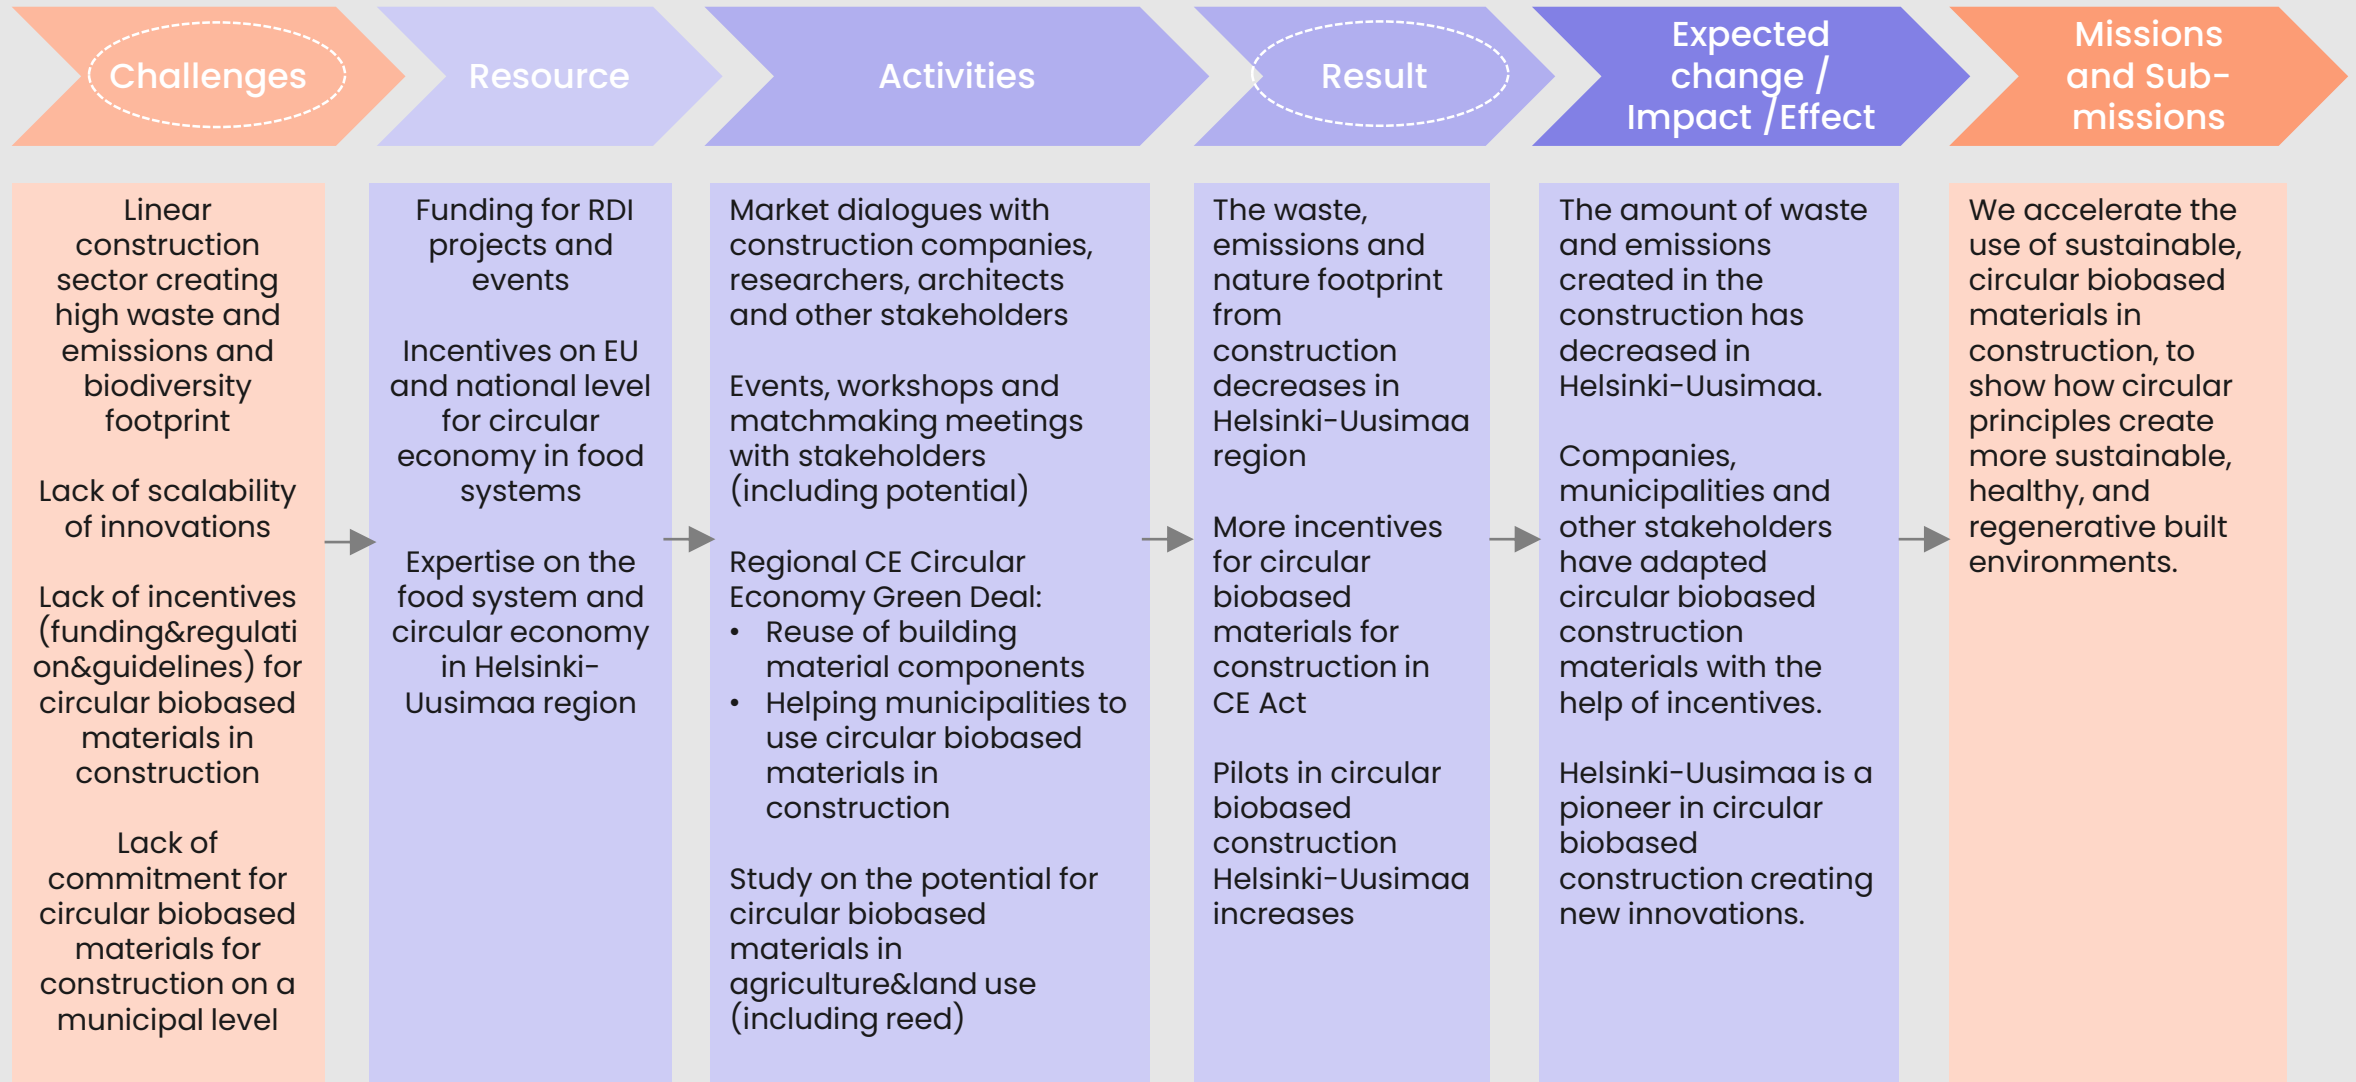 Challenges
Resource
Activities
Result
Expected
change /
Impact /Effect
Missions
and Sub-
missions
Linear
construction
sector creating
high waste and
emissions and
biodiversity
footprint
Lack of scalability
of innovations
Lack of incentives
(funding&regulati
on&guidelines) for
circular biobased
materials in
construction
Lack of
commitment for
circular biobased
materials for
construction on a
municipal level
Funding for RDI
projects and
events
Incentives on EU
and national level
for circular
economy in food
systems
Expertise on the
food system and
circular economy
in Helsinki-
Uusimaa region
Market dialogues with
construction companies,
researchers, architects
and other stakeholders
Events, workshops and
matchmaking meetings
with stakeholders
(including potential)
Regional CE Circular
Economy Green Deal:
• Reuse of building
material components
• Helping municipalities to
use circular biobased
materials in
construction
Study on the potential for
circular biobased
materials in
agriculture&land use
(including reed)
The waste,
emissions and
nature footprint
from
construction
decreases in
Helsinki-Uusimaa
region
More incentives
for circular
biobased
materials for
construction in
CE Act
Pilots in circular
biobased
construction
Helsinki-Uusimaa
increases
The amount of waste
and emissions
created in the
construction has
decreased in
Helsinki-Uusimaa.
Companies,
municipalities and
other stakeholders
have adapted
circular biobased
construction
materials with the
help of incentives.
Helsinki-Uusimaa is a
pioneer in circular
biobased
construction creating
new innovations.
We accelerate the
use of sustainable,
circular biobased
materials in
construction, to
show how circular
principles create
more sustainable,
healthy, and
regenerative built
environments.